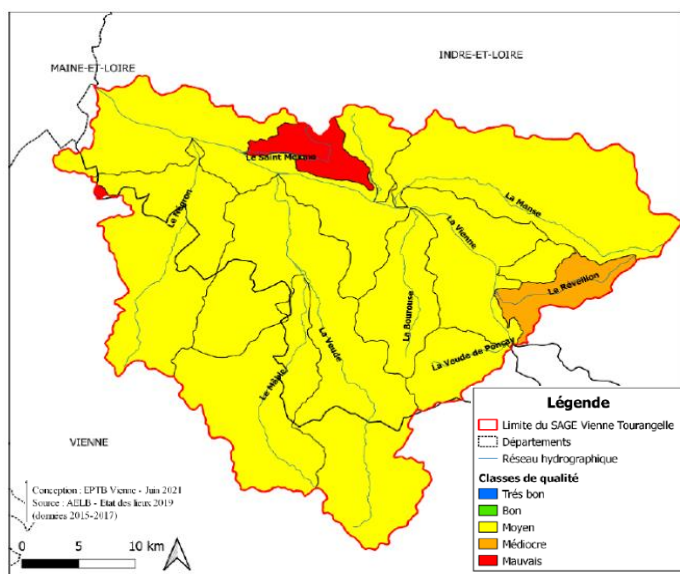 INDRE-ET-LOIRE
MAINE-ET-LOIRE
Le Saint Mexme
La Manse
Le Négron
La Vienne
Le Réveillon
Le Bourouse
La Veude
La Veude de Ponçay
Le Mâble
VIENNE
Conception : EPTB Vienne - Juin 2021
Source : AELB - Etat des lieux 2019
(données 2015-2017)
0 5 10 km
Légende
Limite du SAGE Vienne Tourangelle
Départements
Réseau hydrographique
Classes de qualité
Trés bon
Bon
Moyen
Médiocre
Mauvais